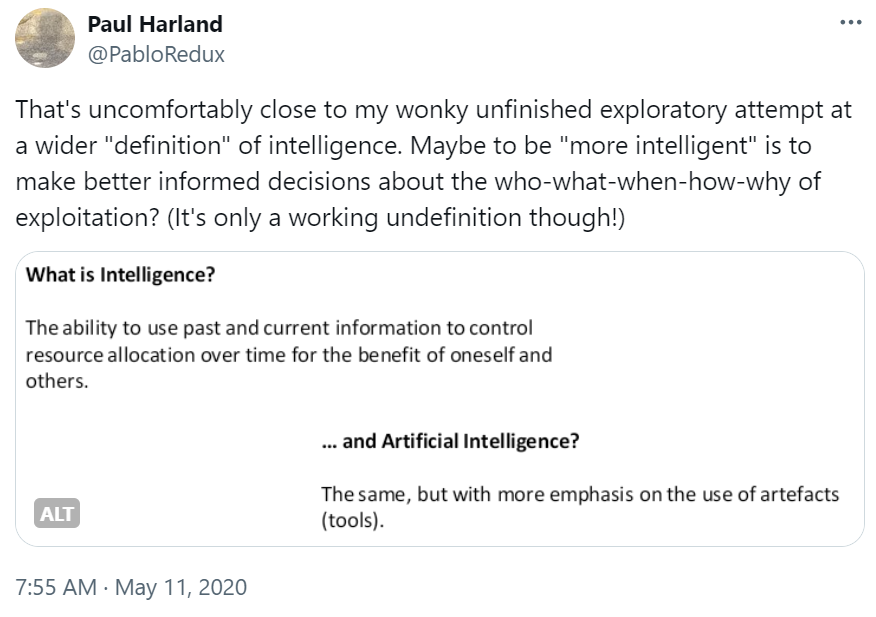 Paul Harland
@PabloRedux
That's uncomfortably close to my wonky unfinished exploratory attempt at
a wider "definition" of intelligence. Maybe to be "more intelligent" is to
make better informed decisions about the who-what-when-how-why of
exploitation? (It's only a working undefinition though!)
What is Intelligence?
The ability to use past and current information to control
resource allocation over time for the benefit of oneself and
others.
... and Artificial Intelligence?
The same, but with more emphasis on the use of artefacts
(tools).
ALT
7:55 AM · May 11, 2020